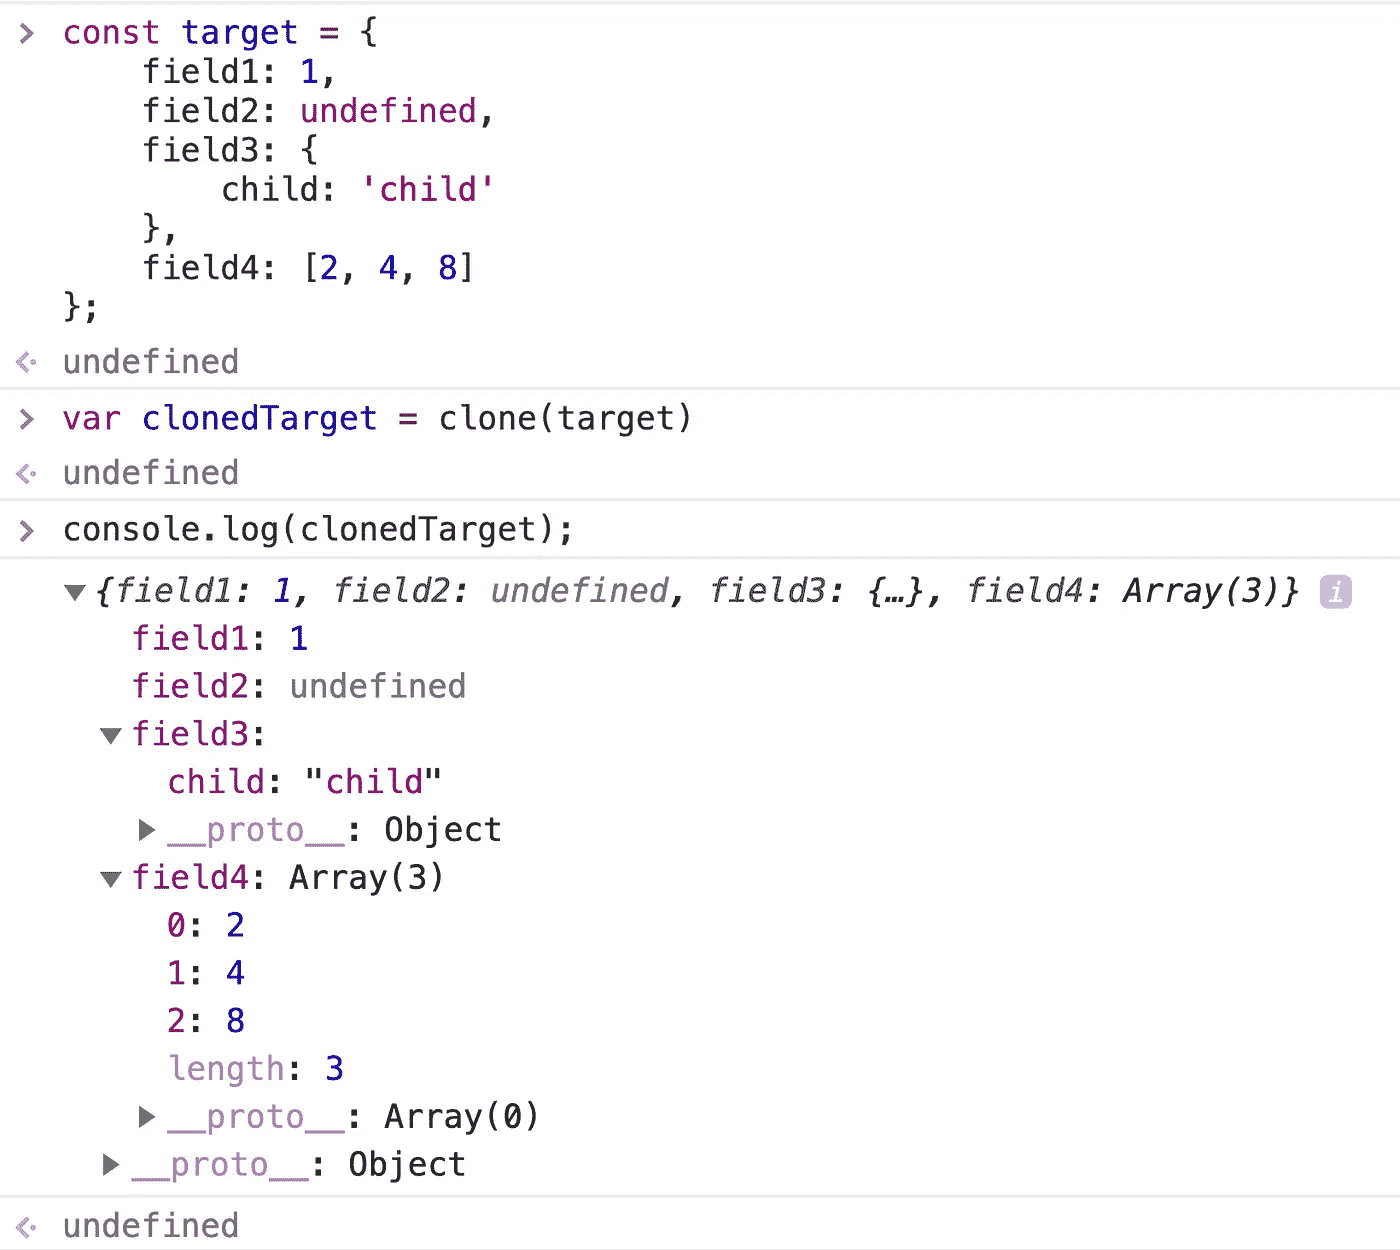 > const target = {
    field1: 1,
    field2: undefined,
    field3: {
        child: 'child'
    },
    field4: [2, 4, 8]
};
undefined
> var clonedTarget = clone(target)
undefined
> console.log(clonedTarget);
▼ {field1: 1, field2: undefined, field3: {…}, field4: Array(3)} i
field1: 1
field2: undefined
▼ field3:
child: "child"
▶ __proto__: Object
▼ field4: Array(3)
0: 2
1: 4
2: 8
length: 3
▶ __proto__: Array(0)
▶ __proto__: Object
undefined